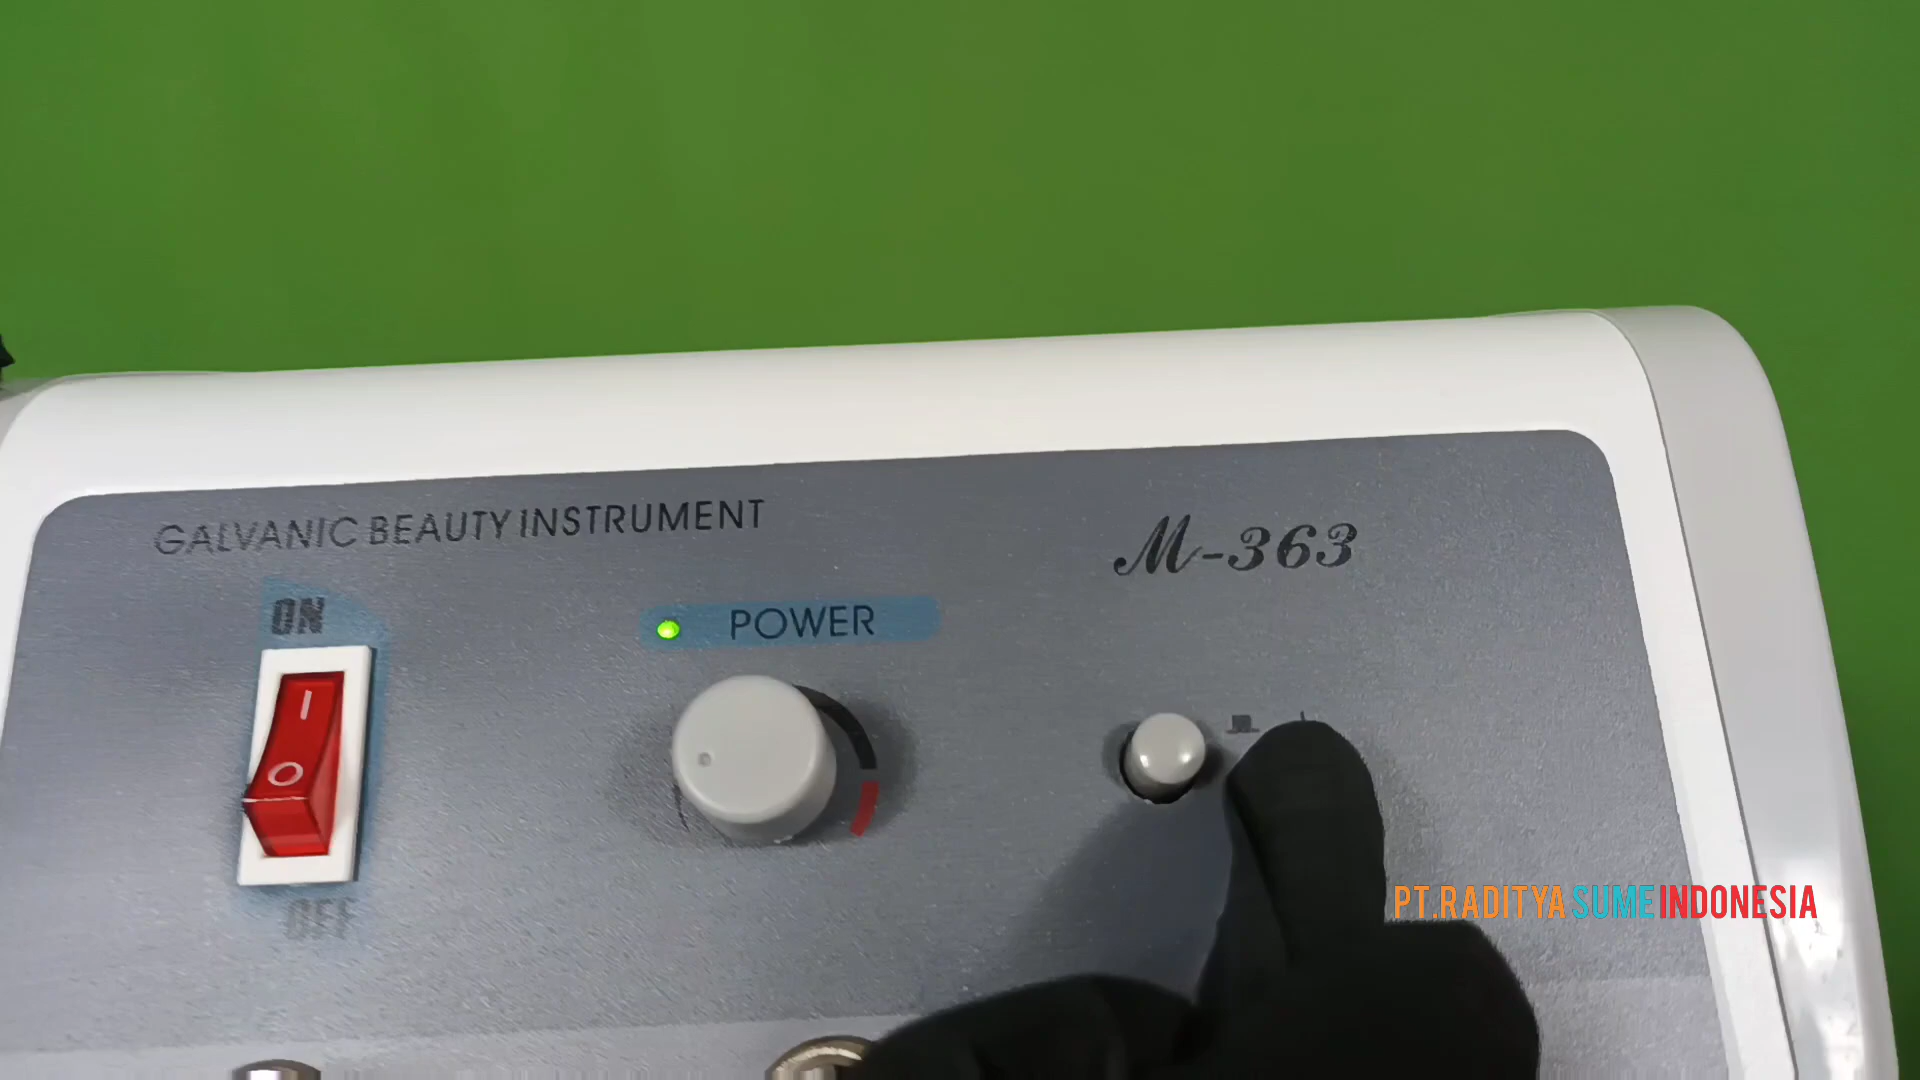 GALVANIC BEAUTY INSTRUMENT
M-363
ON
POWER
OFF
PT.RADITYA SUME INDONESIA